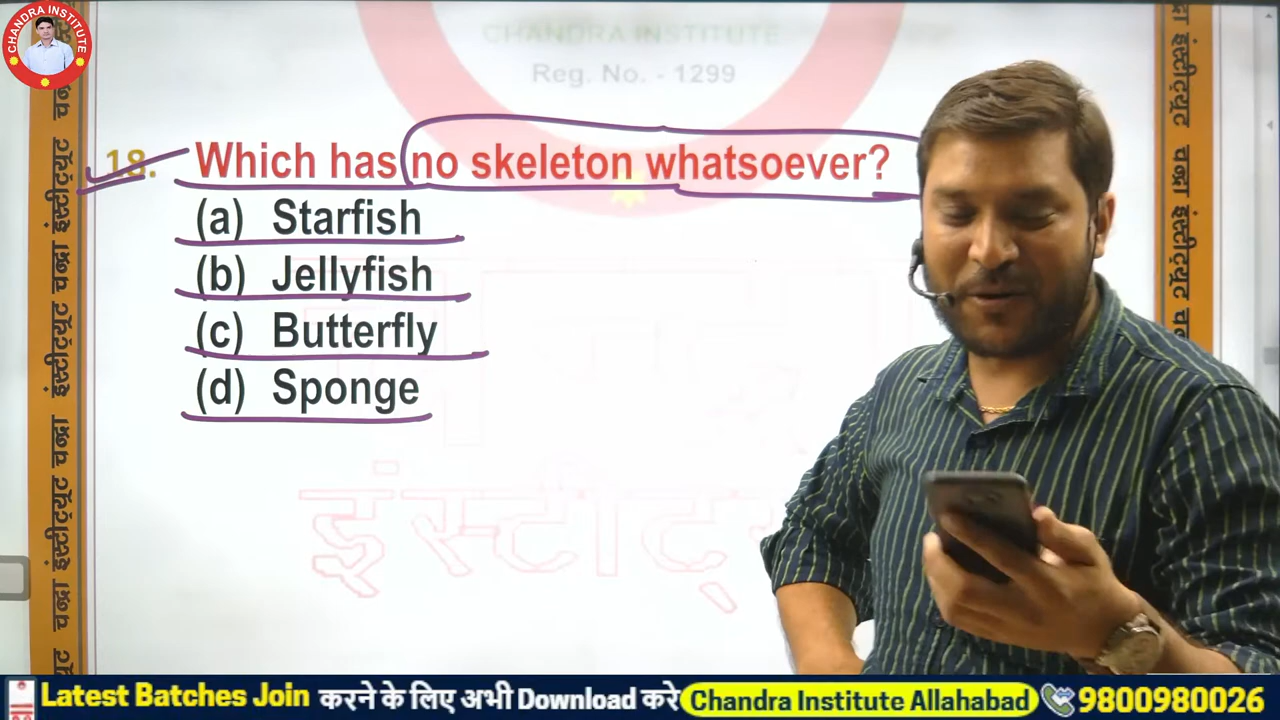 CHANDRA INSTITUTE
CHANDRA INSTITUTE
Reg. No. - 1299
18. Which has no skeleton whatsoever?
(a) Starfish
(b) Jellyfish
(c) Butterfly
(d) Sponge
चन्द्रा इंस्टीट्यूट चन्द्रा इंस्टीट्यूट चन्द्रा इंस्टीट्यूट चन्द्रा इंस्टीट्यूट
इंस्टीट्यूट चन्द्रा इंस्टीट्यूट
इंस्टीट्यू
Latest Batches Join करने के लिए अभी Download करे Chandra Institute Allahabad 9800980026